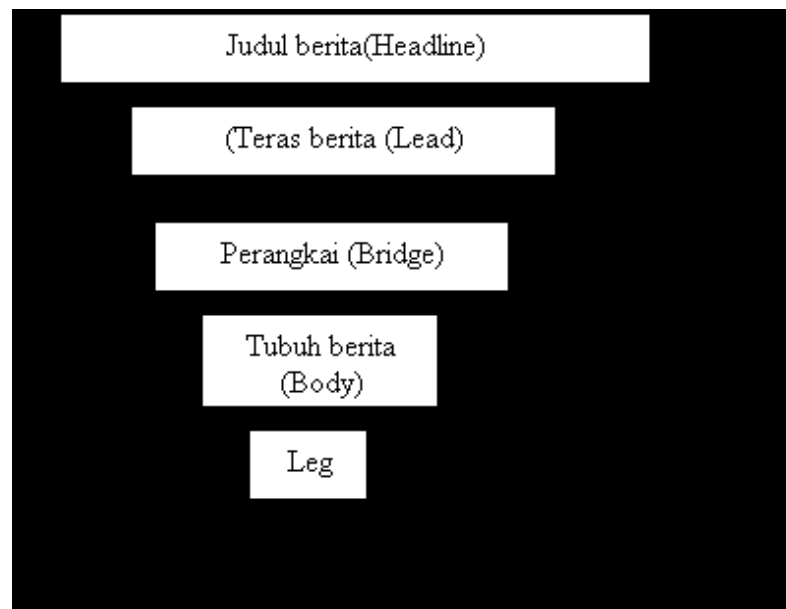 Judul berita(Headline)
(Teras berita (Lead)
Perangkai (Bridge)
Tubuh berita
(Body)
Leg